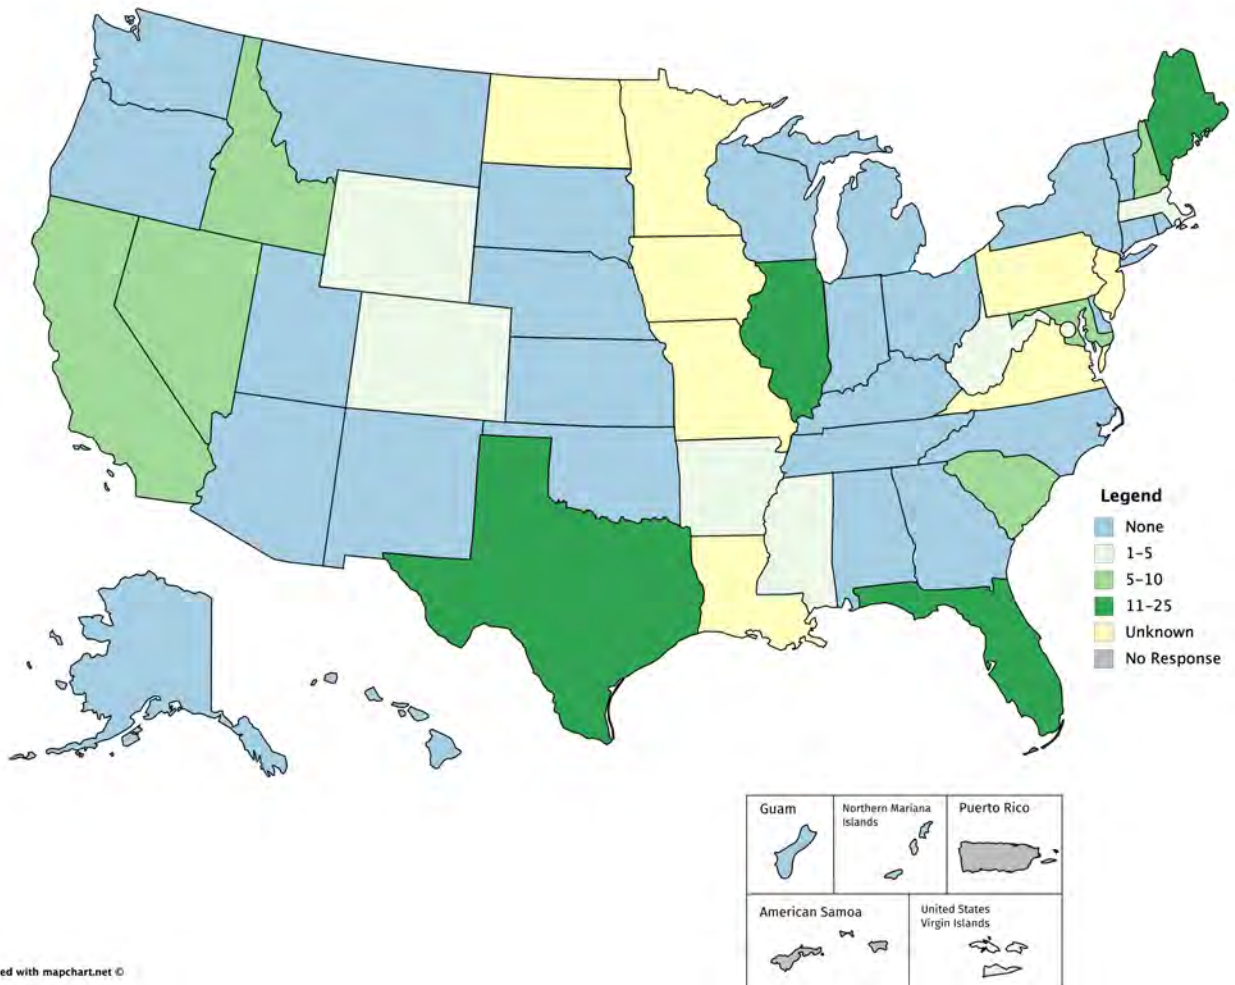 Legend
None
1-5
5-10
11-25
Unknown
No Response
Guam
Northern Mariana
Islands
Puerto Rico
American Samoa
United States
Virgin Islands
ed with mapchart.net ©